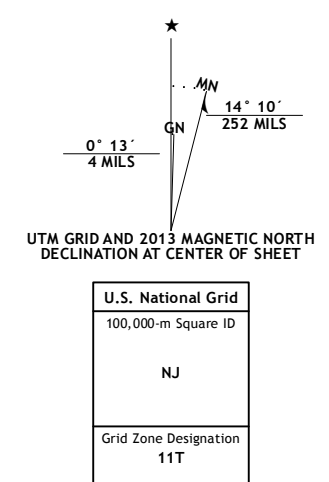 ★
MN
GN
14° 10´
252 MILS
0° 13´
4 MILS
UTM GRID AND 2013 MAGNETIC NORTH
DECLINATION AT CENTER OF SHEET
U.S. National Grid
100,000-m Square ID
NJ
Grid Zone Designation
11T